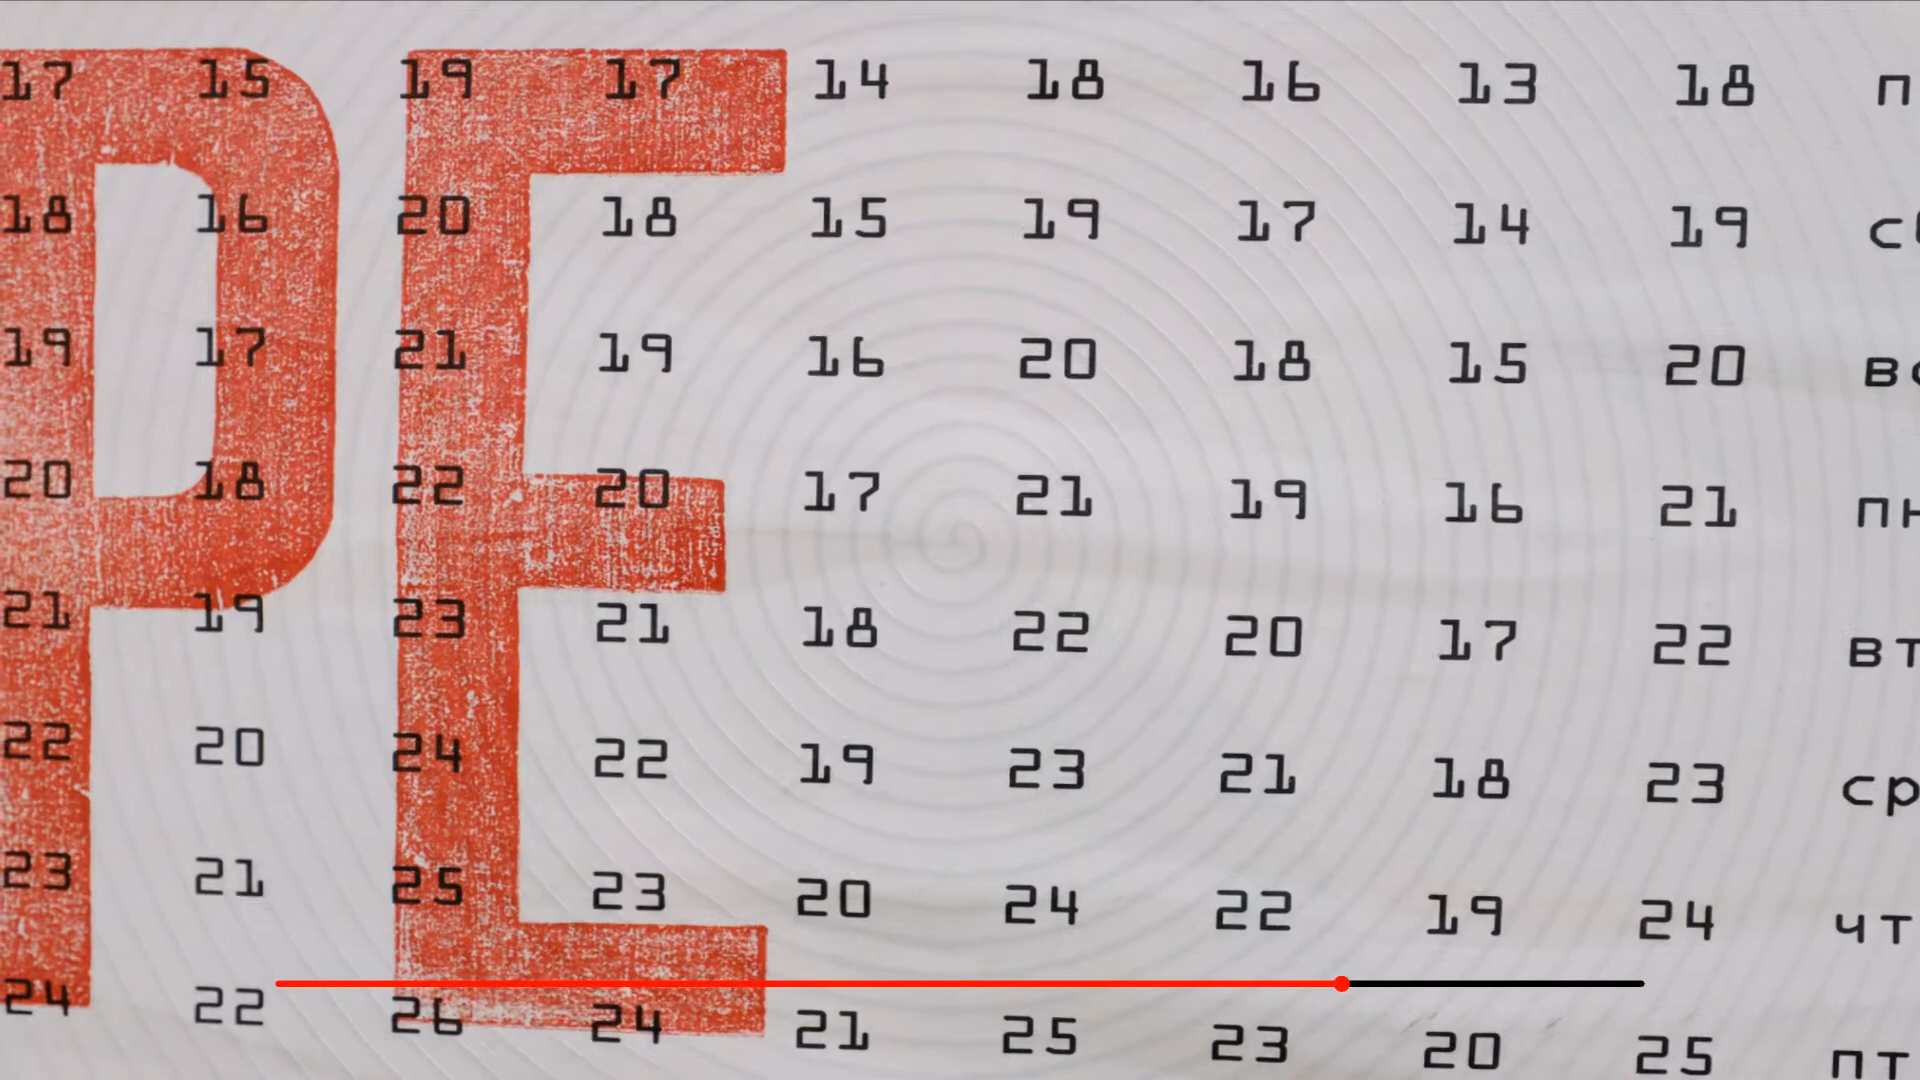 РЕ
17 15 19 17 14 18 16 13 18 п
18 16 20 18 15 19 17 14 19 с
19 17 21 19 16 20 18 15 20 вс
20 18 22 20 17 21 19 16 21 пн
21 19 23 21 18 22 20 17 22 вт
22 20 24 22 19 23 21 18 23 ср
23 21 25 23 20 24 22 19 24 чт
24 22 26 24 21 25 23 20 25 пт